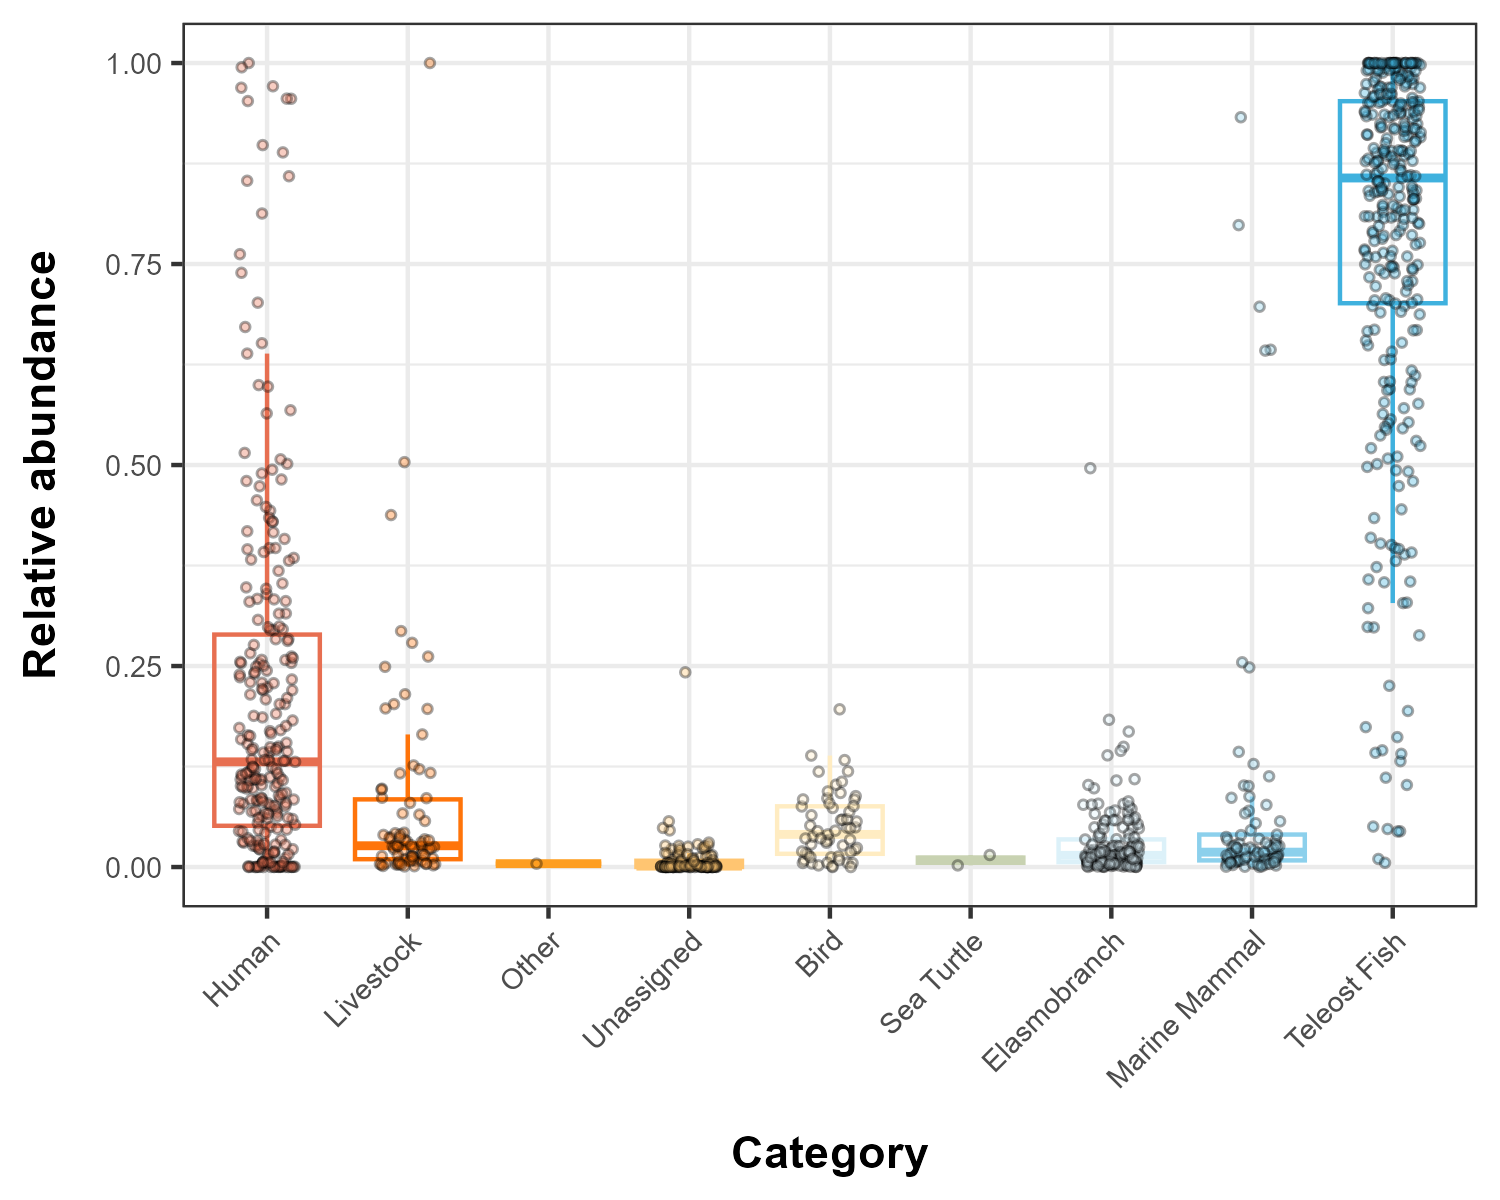 Relative abundance
1.00
0.75
0.50
0.25
0.00
Human
Livestock
Other
Unassigned
Bird
Sea Turtle
Elasmobranch
Marine Mammal
Teleost Fish
Category